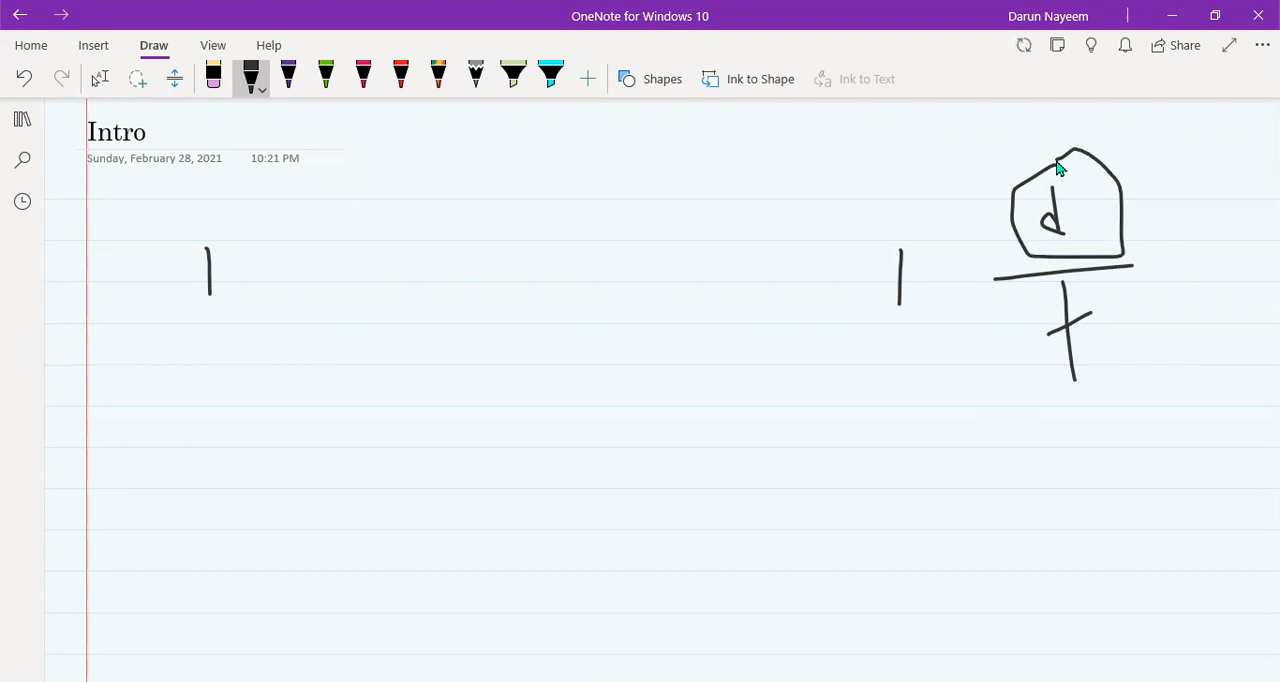 OneNote for Windows 10
Darun Nayeem
Home Insert Draw View Help
Share
Shapes Ink to Shape Ink to Text
Intro
Sunday, February 28, 2021 10:21 PM
d
t